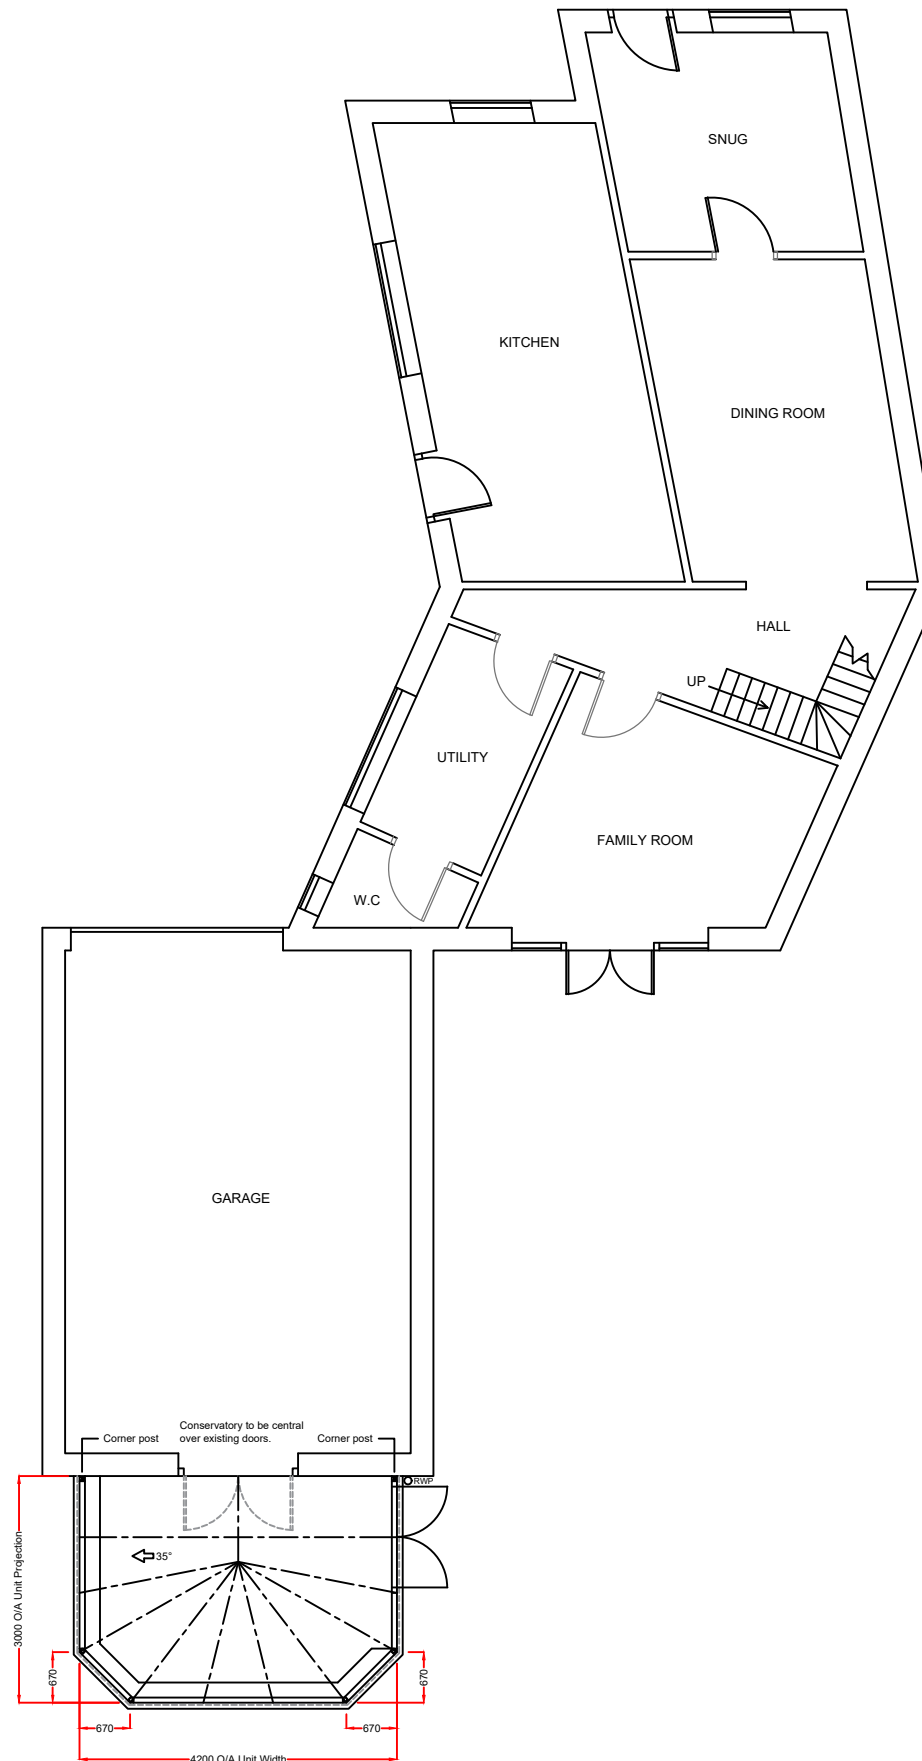 SNUG
KITCHEN
DINING ROOM
HALL
UP
UTILITY
FAMILY ROOM
W.C
GARAGE
Conservatory to be central
over existing doors.
Corner post
Corner post
RWP
35°
3000 O/A Unit Projection
670
670
670
670
4200 O/A Unit Width